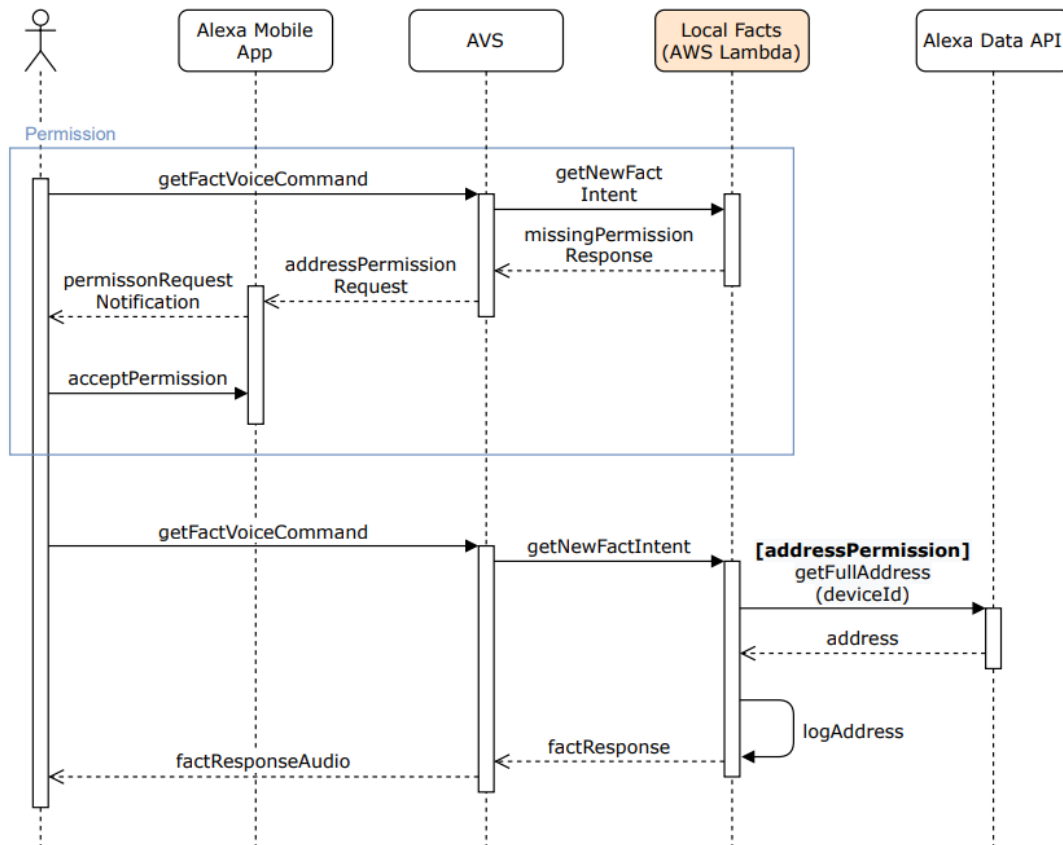 Alexa Mobile
App
AVS
Local Facts
(AWS Lambda)
Alexa Data API
Permission
getFactVoiceCommand
getNewFact
Intent
missingPermission
Response
addressPermission
Request
permissonRequest
Notification
acceptPermission
getFactVoiceCommand
getNewFactIntent
[addressPermission]
getFullAddress
(deviceId)
address
logAddress
factResponse
factResponseAudio